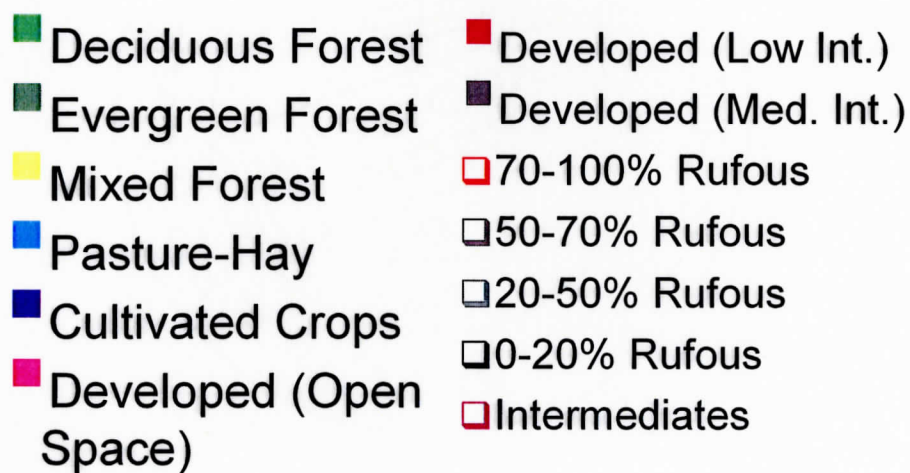 Deciduous Forest
Evergreen Forest
Mixed Forest
Pasture-Hay
Cultivated Crops
Developed (Open
Space)
Developed (Low Int.)
Developed (Med. Int.)
70-100% Rufous
50-70% Rufous
20-50% Rufous
0-20% Rufous
Intermediates